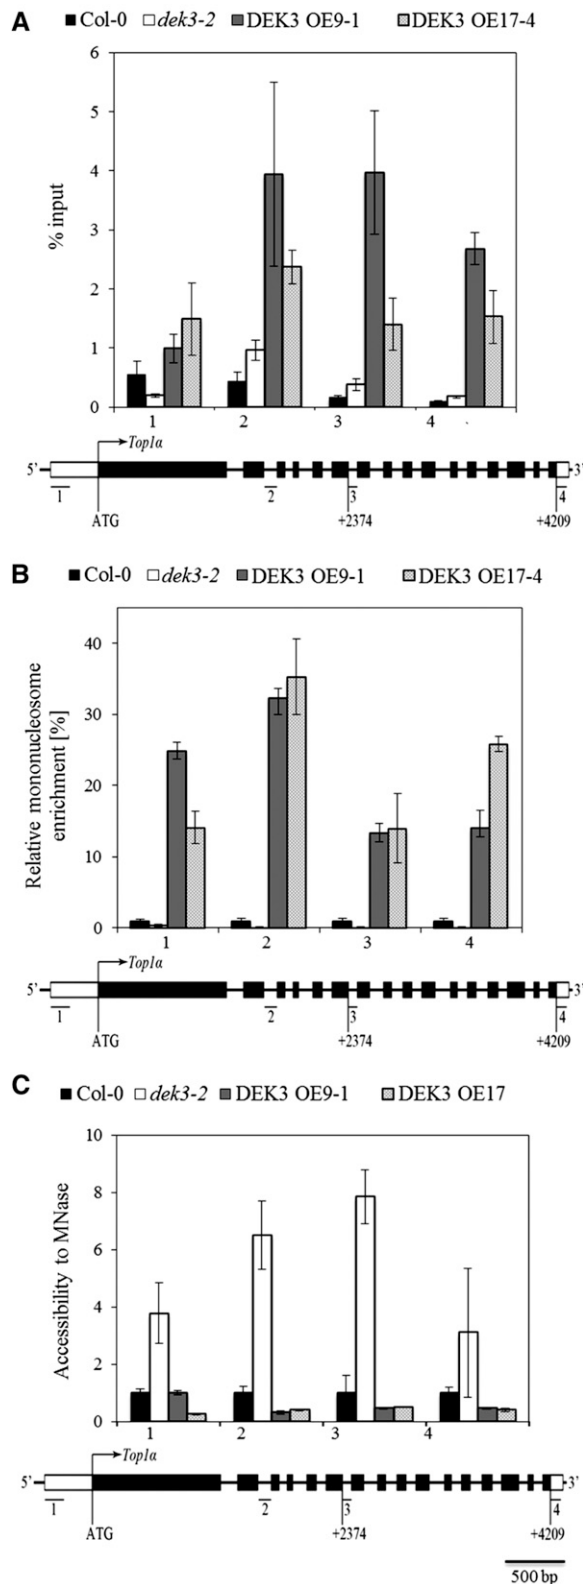 A
Col-0 dek3-2 DEK3 OE9-1 DEK3 OE17-4
6
5
4
3
2
1
0
% input
1 2 3 4
Top1α
5' 3'
1 2 3 4
ATG +2374 +4209
B
Col-0 dek3-2 DEK3 OE9-1 DEK3 OE17-4
40
30
20
10
0
Relative mononucleosome
enrichment [%]
1 2 3 4
Top1α
5' 3'
1 2 3 4
ATG +2374 +4209
C
Col-0 dek3-2 DEK3 OE9-1 DEK3 OE17
10
8
6
4
2
0
Accessibility to MNase
1 2 3 4
Top1α
5' 3'
1 2 3 4
ATG +2374 +4209
500 bp